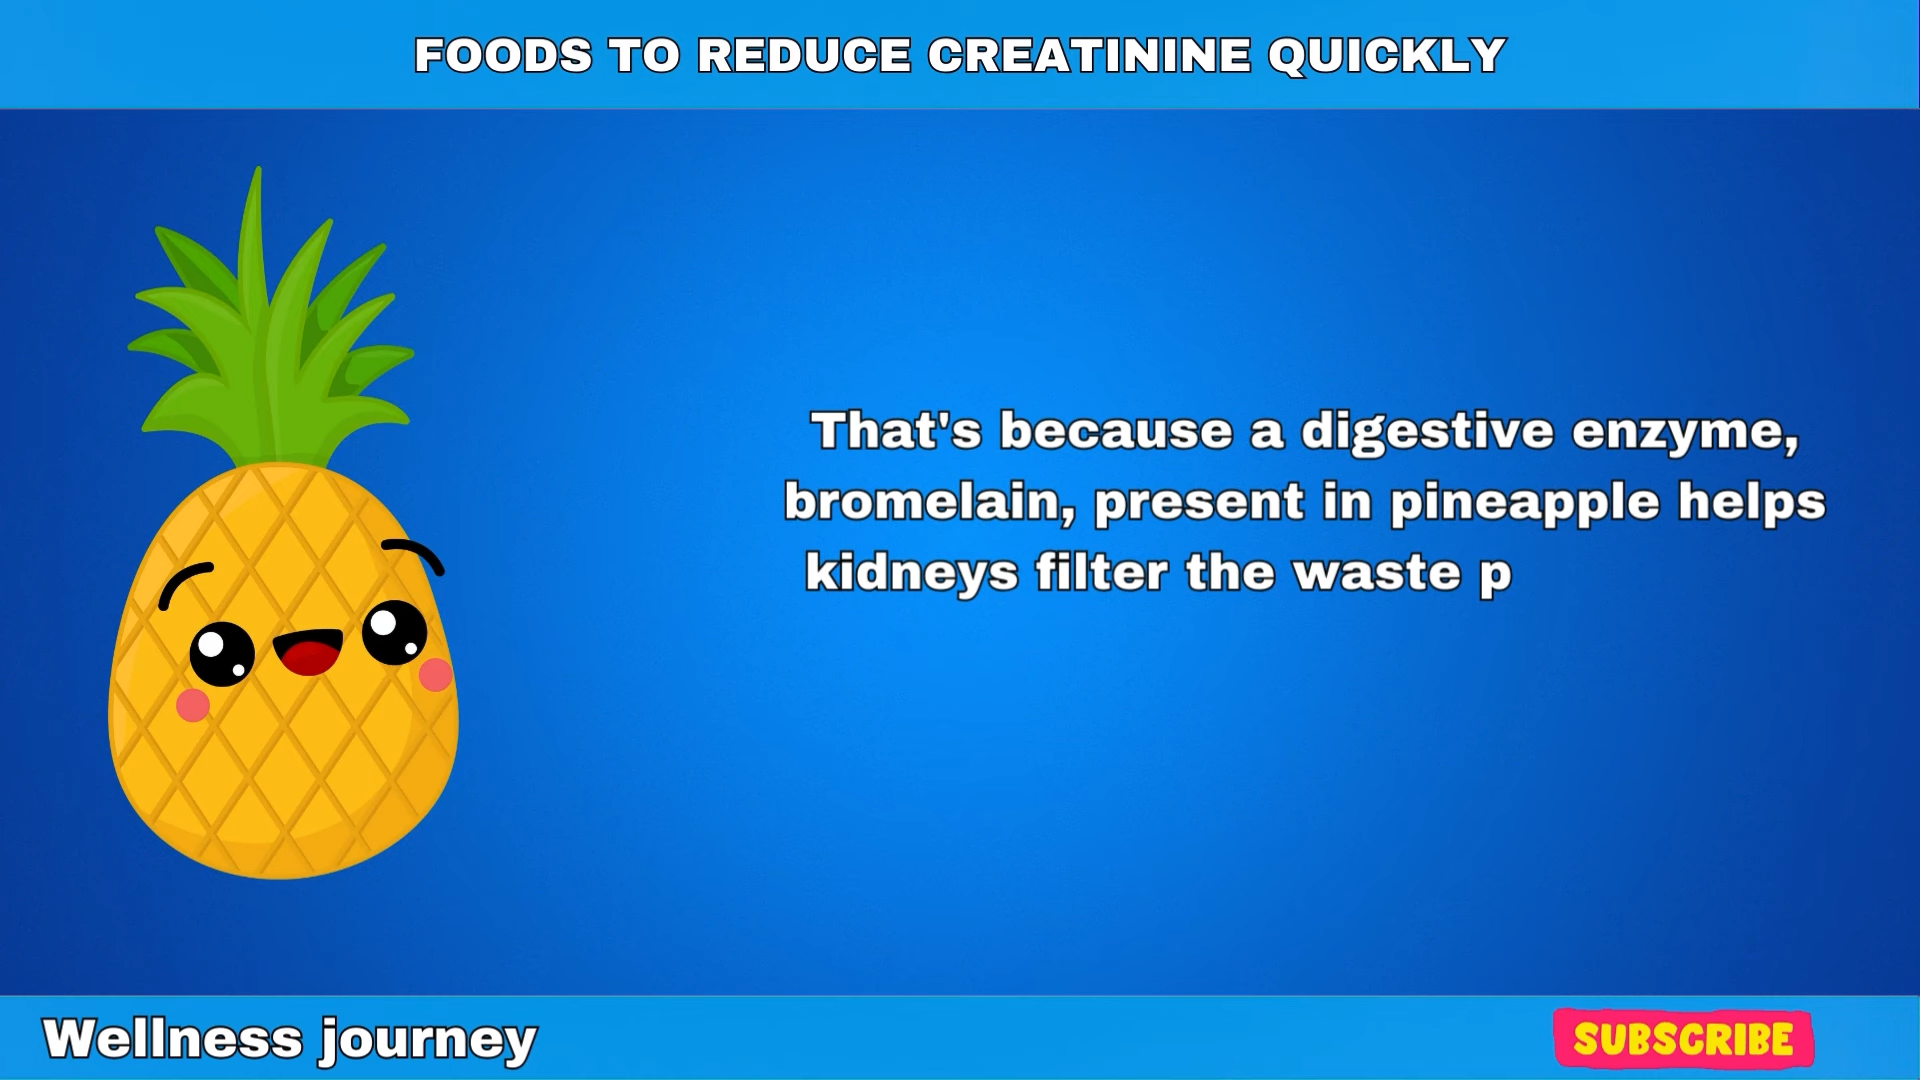 FOODS TO REDUCE CREATININE QUICKLY
That's because a digestive enzyme,
bromelain, present in pineapple helps
kidneys filter the waste p
Wellness journey
SUBSCRIBE